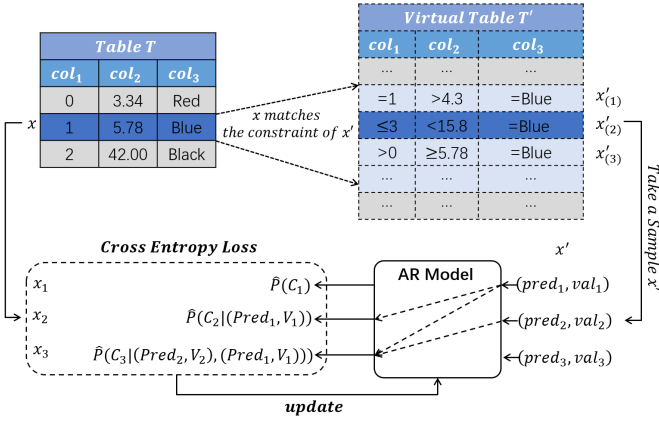 Table T
col₁ col₂ col₃
0 3.34 Red
x 1 5.78 Blue
2 42.00 Black
x matches
the constraint of x′
Virtual Table T′
col₁ col₂ col₃
... ... ...
=1 >4.3 =Blue x′₍₁₎
≤3 <15.8 =Blue x′₍₂₎
>0 ≥5.78 =Blue x′₍₃₎
... ... ...
... ... ...
Take a Sample x′
Cross Entropy Loss
x₁ P̂(C₁)
x₂ P̂(C₂|(Pred₁, V₁))
x₃ P̂(C₃|(Pred₂, V₂), (Pred₁, V₁)))
AR Model
x′
(pred₁, val₁)
(pred₂, val₂)
(pred₃, val₃)
update